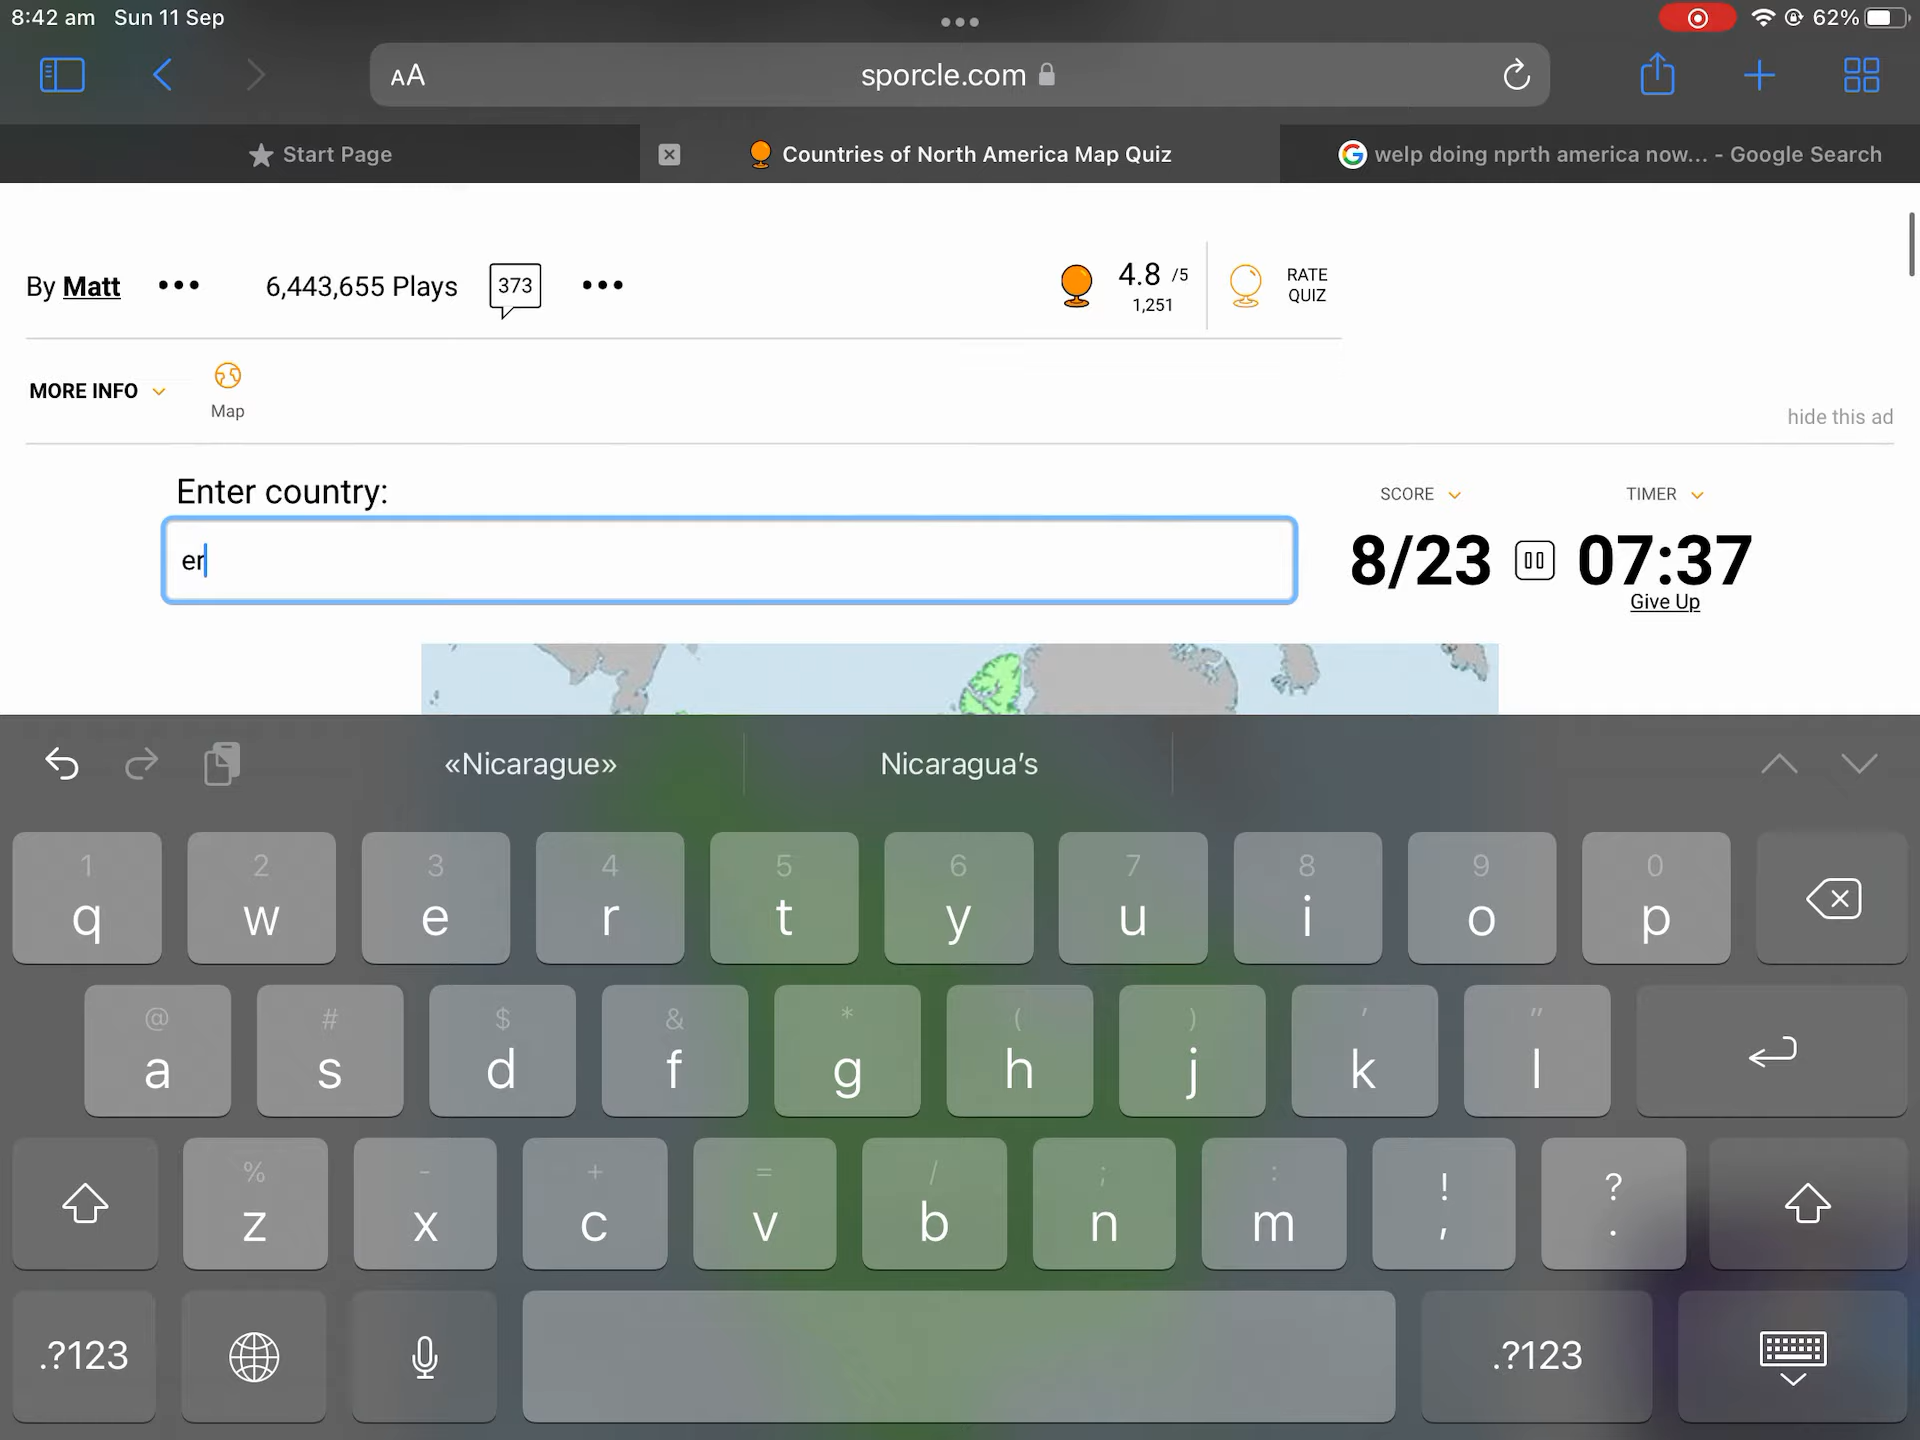 8:42 am Sun 11 Sep
62%
AA sporcle.com
Start Page
Countries of North America Map Quiz
welp doing nprth america now... - Google Search
By Matt 6,443,655 Plays 373
4.8 /5
1,251
RATE
QUIZ
MORE INFO
Map
hide this ad
Enter country:
er
SCORE
TIMER
8/23
07:37
Give Up
«Nicarague» Nicaragua's
1 2 3 4 5 6 7 8 9 0
q w e r t y u i o p
@ # $ & * ( ) ' "
a s d f g h j k l
% - + = / ; : ! ?
z x c v b n m , .
.?123 .?123